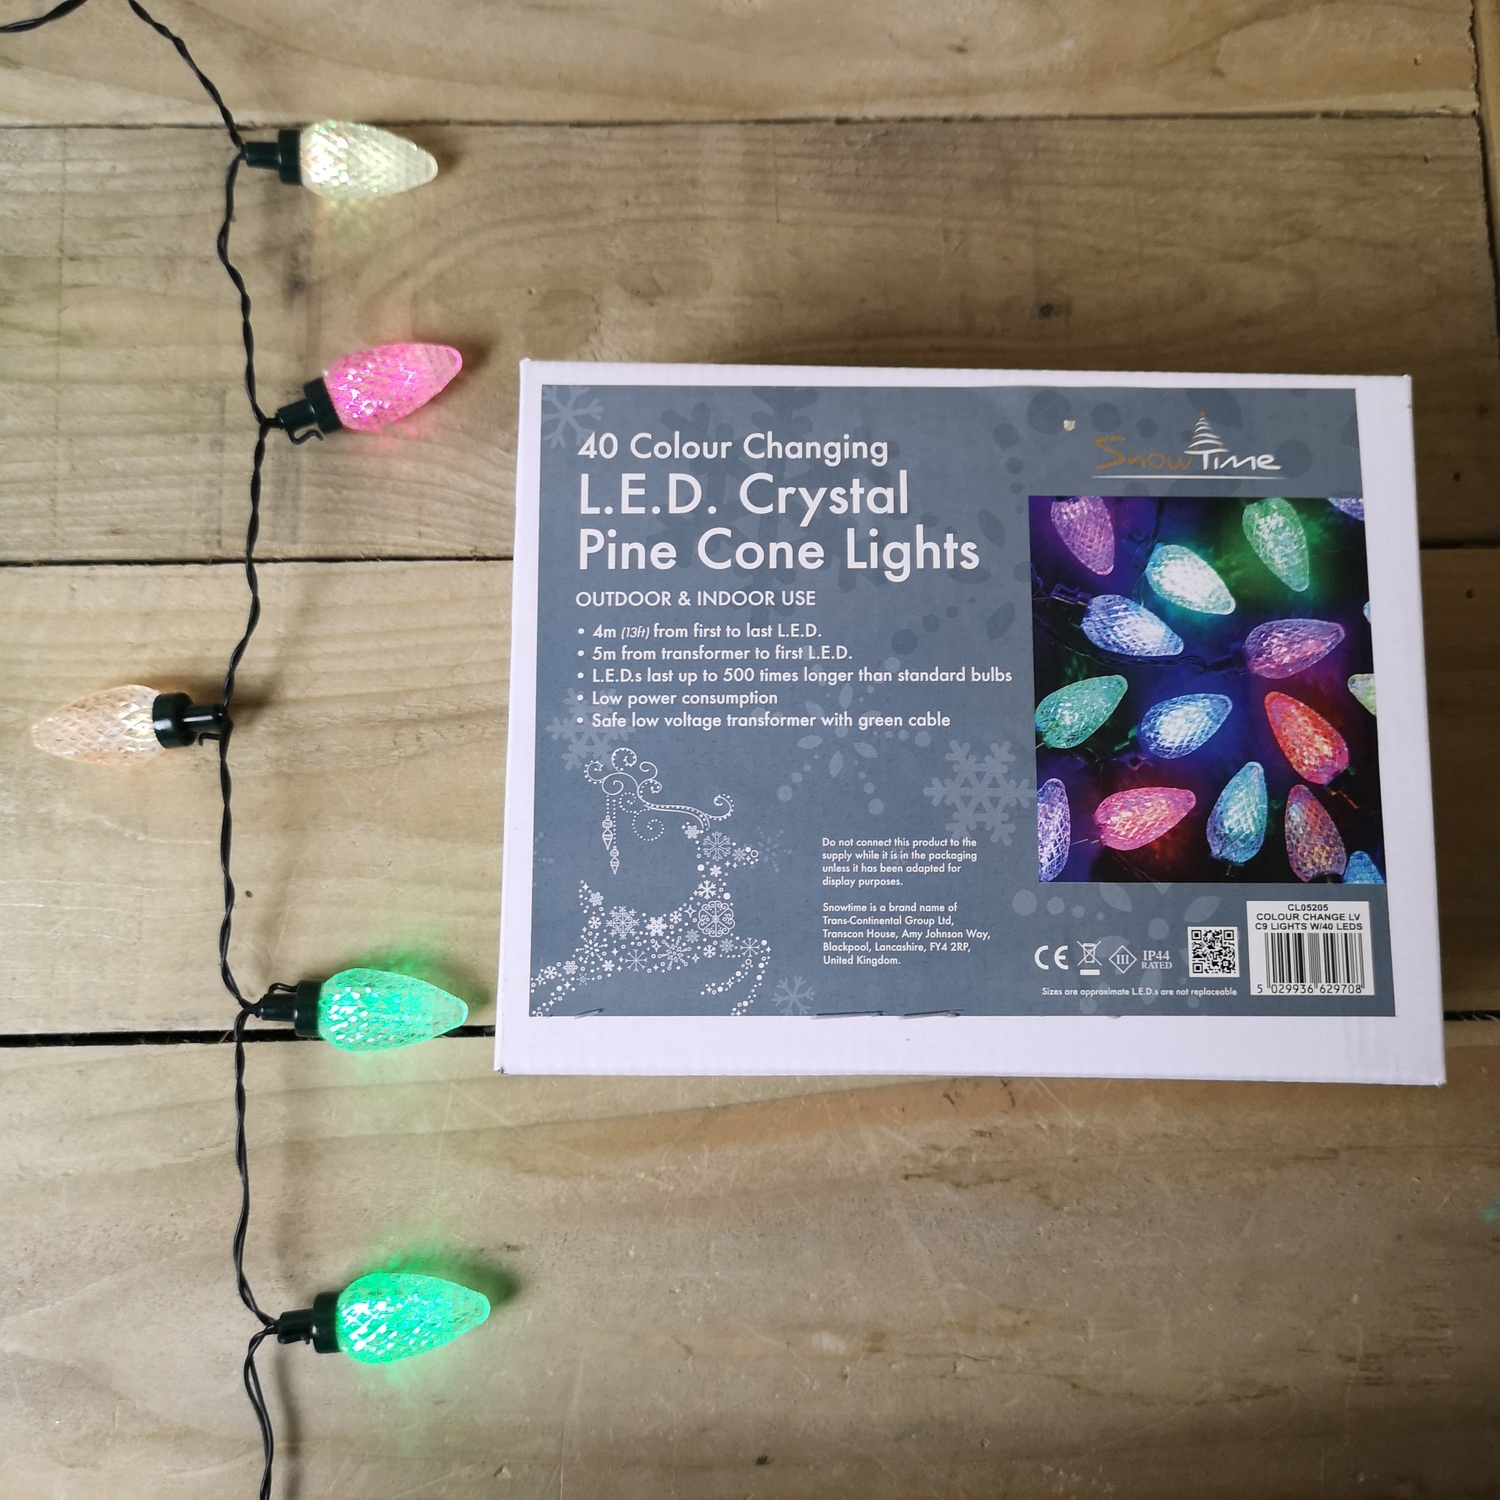 40 Colour Changing
L.E.D. Crystal
Pine Cone Lights
OUTDOOR & INDOOR USE
• 4m (13ft) from first to last L.E.D.
• 5m from transformer to first L.E.D.
• L.E.D.s last up to 500 times longer than standard bulbs
• Low power consumption
• Safe low voltage transformer with green cable
SnowTime
Do not connect this product to the
supply while it is in the packaging
unless it has been adapted for
display purposes.
Snowtime is a brand name of
Trans-Continental Group Ltd,
Transcon House, Amy Johnson Way,
Blackpool, Lancashire, FY4 2RP,
United Kingdom.
CE
III
IP44
RATED
Sizes are approximate L.E.D.s are not replaceable
CL05205
COLOUR CHANGE LV
C9 LIGHTS W/40 LEDS
5 029936 629708